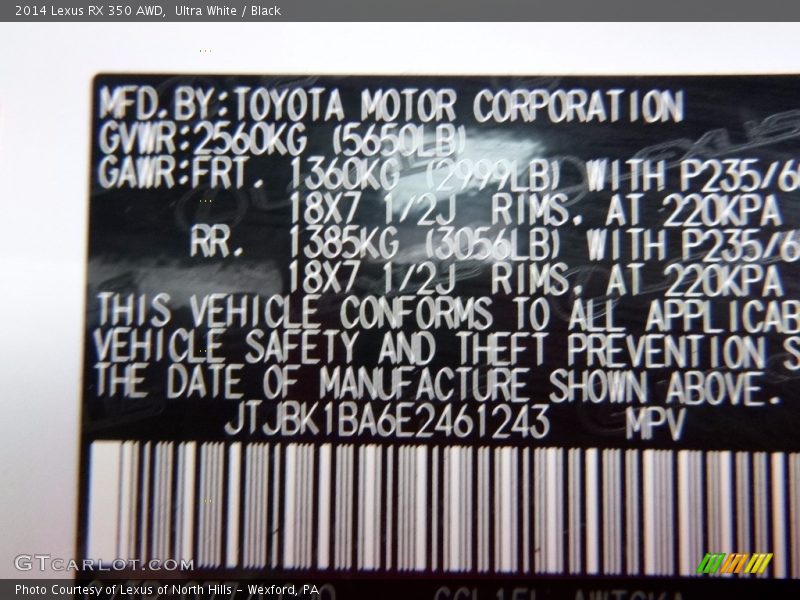 2014 Lexus RX 350 AWD,  Ultra White / Black
MFD.BY:TOYOTA MOTOR CORPORATION
GVWR:2560KG (5650LB)
GAWR:FRT. 1360KG (2999LB) WITH P235/6
18X7 1/2J RIMS, AT 220KPA
RR. 1385KG (3056LB) WITH P235/6
18X7 1/2J RIMS, AT 220KPA
THIS VEHICLE CONFORMS TO ALL APPLICAB
VEHICLE SAFETY AND THEFT PREVENTION S
THE DATE OF MANUFACTURE SHOWN ABOVE.
JTJBK1BA6E2461243 MPV
GTCarLot.com
Photo Courtesy of Lexus of North Hills - Wexford, PA